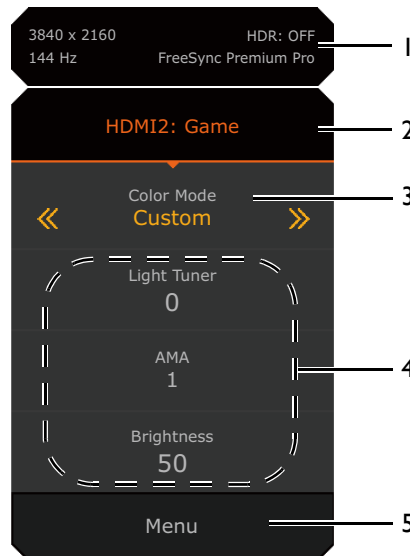 3840 x 2160 HDR: OFF
144 Hz FreeSync Premium Pro
1
HDMI2: Game
2
Color Mode
3
Custom
Light Tuner
0
AMA
4
1
Brightness
50
Menu
5